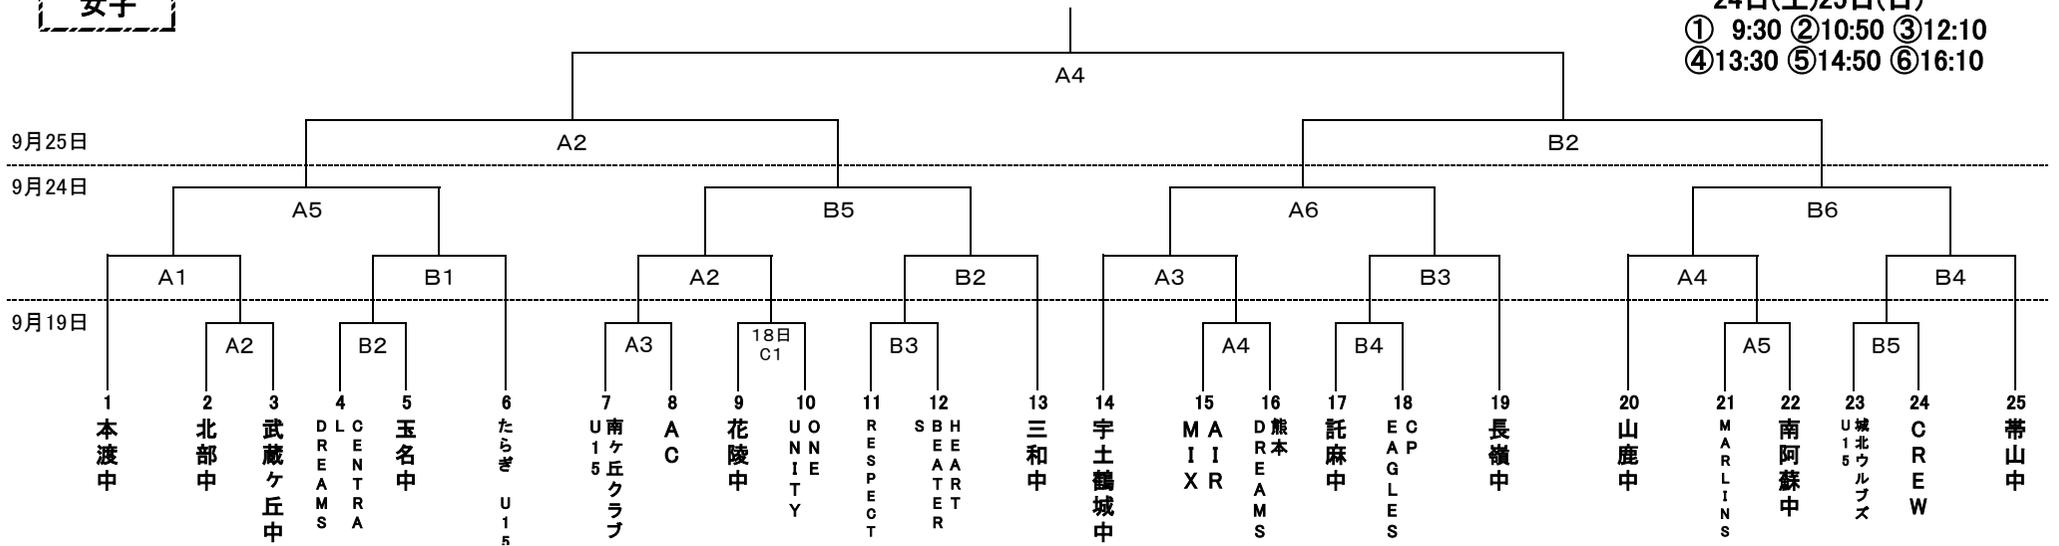 女子
24日(土)25日(日)
① 9:30 ②10:50 ③12:10
④13:30 ⑤14:50 ⑥16:10
A4
9月25日
A2
B2
9月24日
A5
B5
A6
B6
A1
B1
A2
B2
A3
B3
A4
B4
9月19日
A2
B2
A3
18日
C1
B3
A4
B4
A5
B5
1
2
3
4
5
6
7
8
9
10
11
12
13
14
15
16
17
18
19
20
21
22
23
24
25
本渡中
北部中
武蔵ヶ丘中
CENTRA
L
DREAMS
玉名中
たらぎ U15
南ヶ丘クラブ
U15
AC
花陵中
ONE
UNITY
RESPECT
HEART
BEATER
S
三和中
宇土鶴城中
AIR
MIX
熊本
DREAMS
託麻中
CP
EAGLES
長嶺中
山鹿中
MARLINS
南阿蘇中
城北ウルブズ
U15
CREW
帯山中